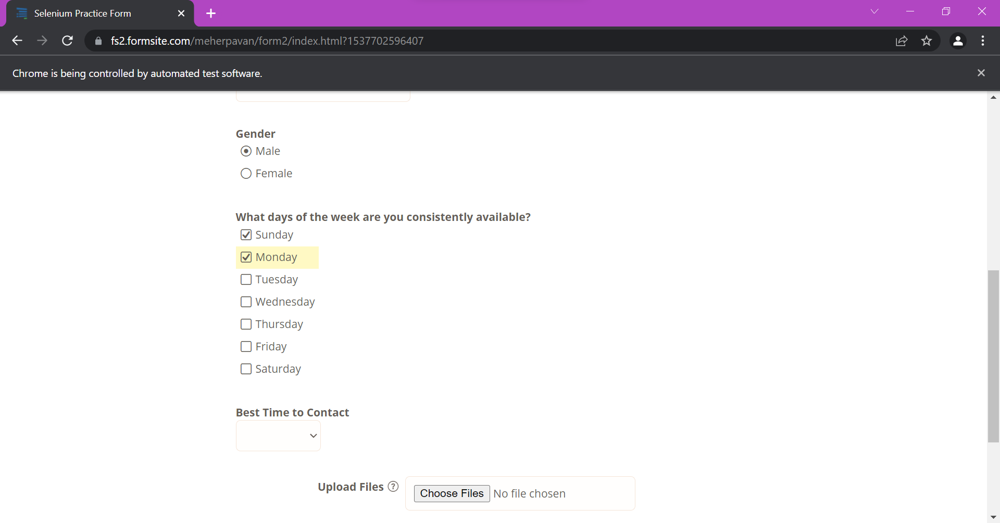 Selenium Practice Form
fs2.formsite.com/meherpavan/form2/index.html?1537702596407
Chrome is being controlled by automated test software.
Gender
Male
Female
What days of the week are you consistently available?
Sunday
Monday
Tuesday
Wednesday
Thursday
Friday
Saturday
Best Time to Contact
Upload Files ? Choose Files No file chosen